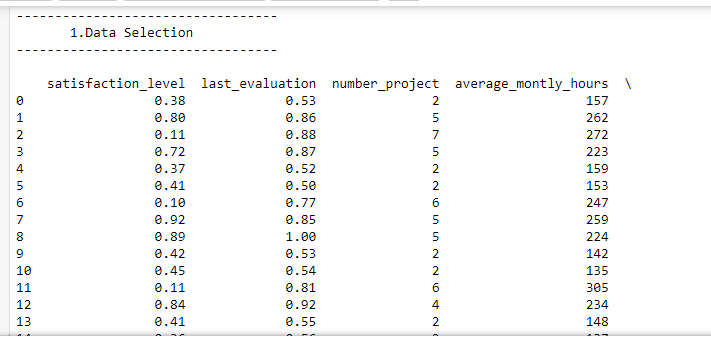 ----------------------------------
1.Data Selection
----------------------------------
satisfaction_level last_evaluation number_project average_montly_hours \
0 0.38 0.53 2 157
1 0.80 0.86 5 262
2 0.11 0.88 7 272
3 0.72 0.87 5 223
4 0.37 0.52 2 159
5 0.41 0.50 2 153
6 0.10 0.77 6 247
7 0.92 0.85 5 259
8 0.89 1.00 5 224
9 0.42 0.53 2 142
10 0.45 0.54 2 135
11 0.11 0.81 6 305
12 0.84 0.92 4 234
13 0.41 0.55 2 148